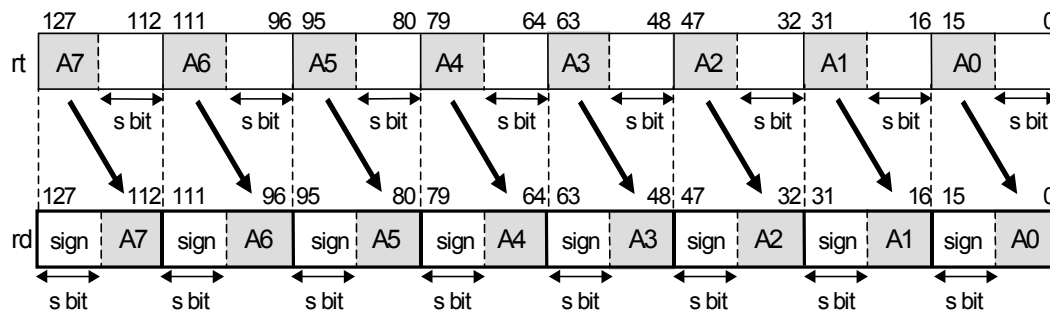 127 112 111 96 95 80 79 64 63 48 47 32 31 16 15 0
rt A7 A6 A5 A4 A3 A2 A1 A0
s bit s bit s bit s bit s bit s bit s bit s bit
127 112 111 96 95 80 79 64 63 48 47 32 31 16 15 0
rd sign A7 sign A6 sign A5 sign A4 sign A3 sign A2 sign A1 sign A0
s bit s bit s bit s bit s bit s bit s bit s bit